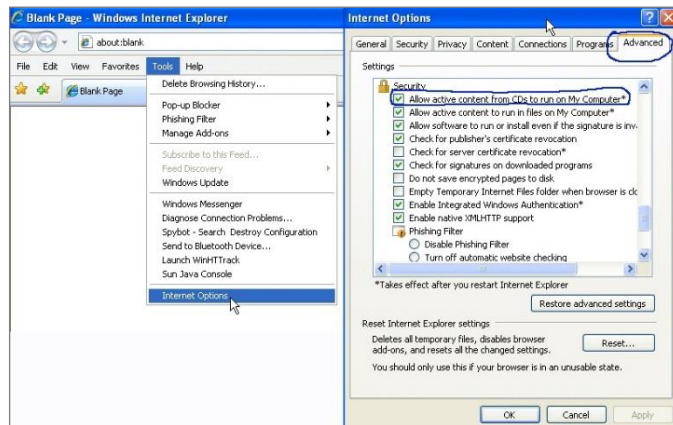 Blank Page - Windows Internet Explorer
about:blank
File Edit View Favorites Tools Help
Blank Page
Delete Browsing History...
Pop-up Blocker
Phishing Filter
Manage Add-ons
Subscribe to this Feed...
Feed Discovery
Windows Update
Windows Messenger
Diagnose Connection Problems...
Spybot - Search Destroy Configuration
Send to Bluetooth Device...
Launch WinHTTrack
Sun Java Console
Internet Options
Internet Options
General Security Privacy Content Connections Programs Advanced
Settings
Security
Allow active content from CDs to run on My Computer*
Allow active content to run in files on My Computer*
Allow software to run or install even if the signature is inv
Check for publisher's certificate revocation
Check for server certificate revocation*
Check for signatures on downloaded programs
Do not save encrypted pages to disk
Empty Temporary Internet Files folder when browser is clo
Enable Integrated Windows Authentication*
Enable native XMLHTTP support
Phishing Filter
Disable Phishing Filter
Turn off automatic website checking
*Takes effect after you restart Internet Explorer
Restore advanced settings
Reset Internet Explorer settings
Deletes all temporary files, disables browser
add-ons, and resets all the changed settings.
Reset...
You should only use this if your browser is in an unusable state.
OK Cancel Apply